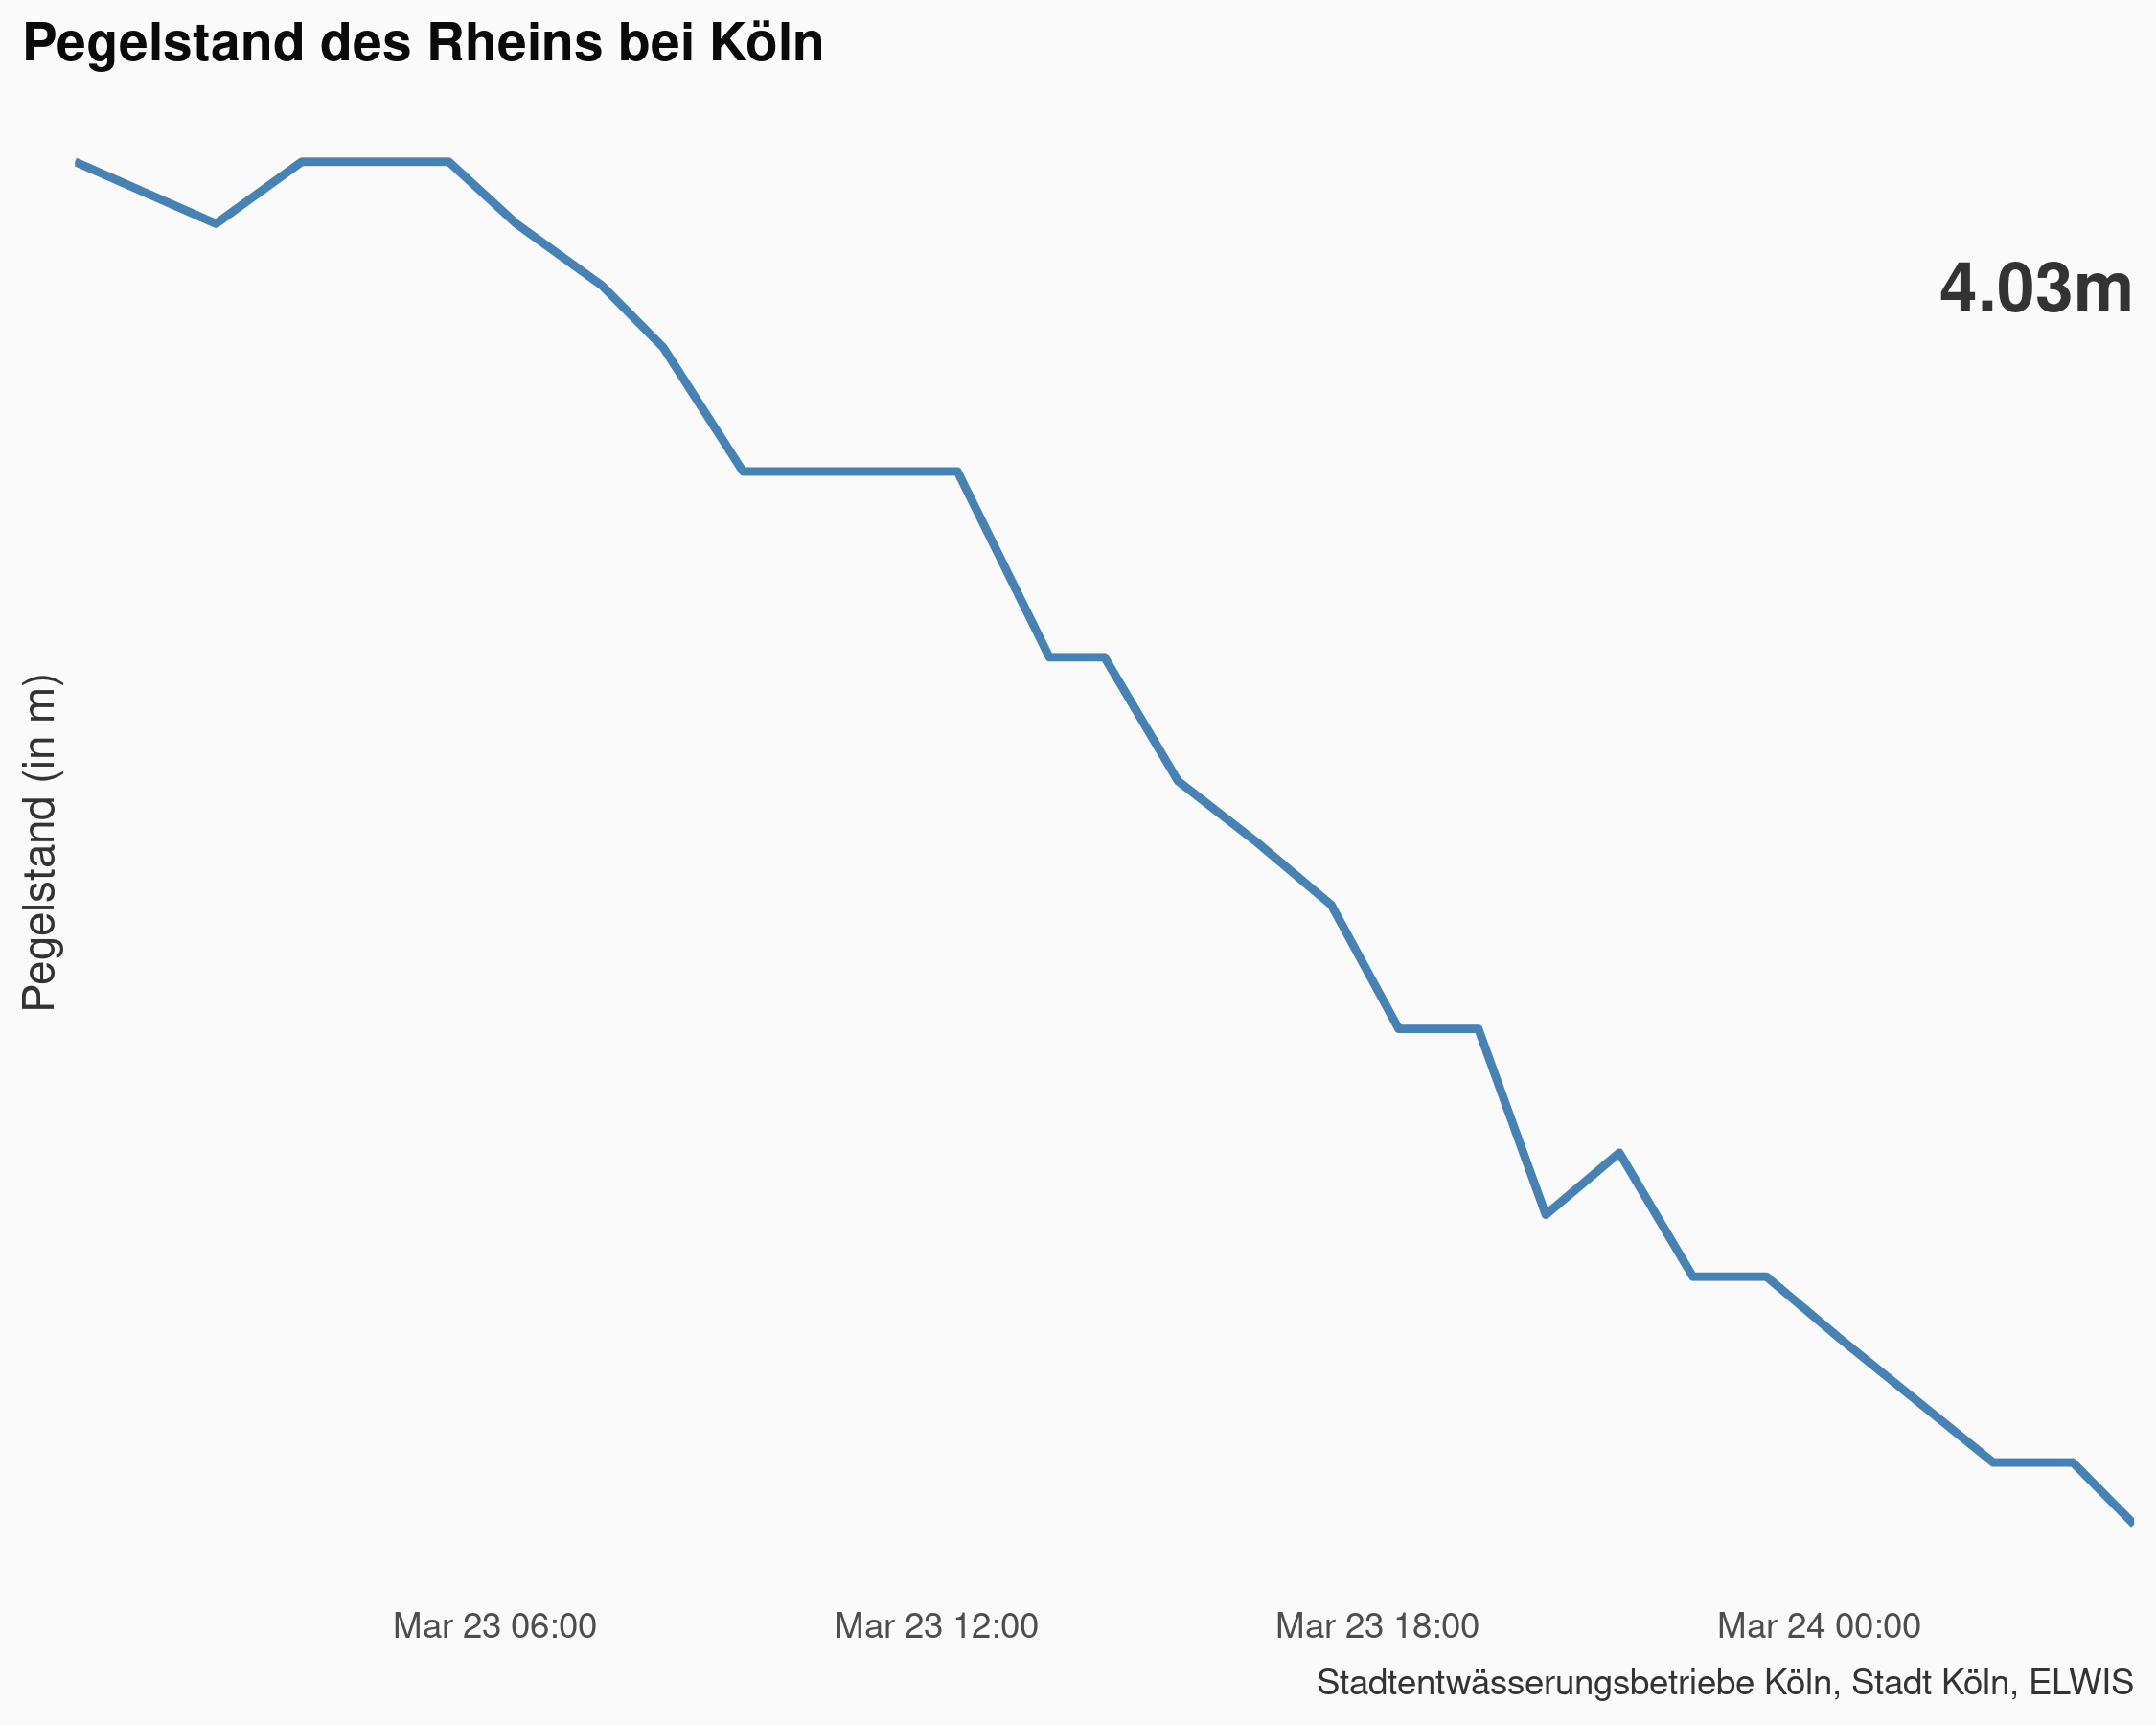 Pegelstand des Rheins bei Köln
4.03m
Pegelstand (in m)
Mar 23 06:00
Mar 23 12:00
Mar 23 18:00
Mar 24 00:00
Stadtentwässerungsbetriebe Köln, Stadt Köln, ELWIS